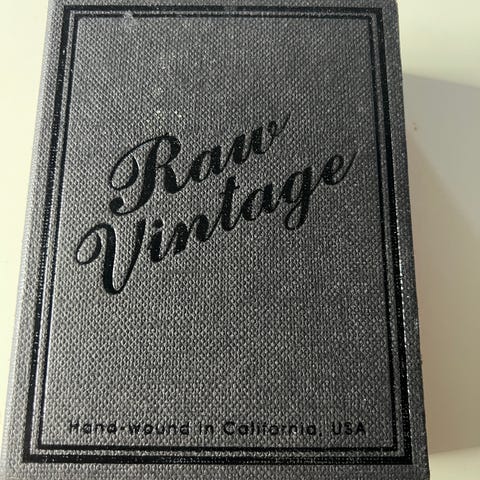 Raw
Vintage
Hand-wound in California, USA